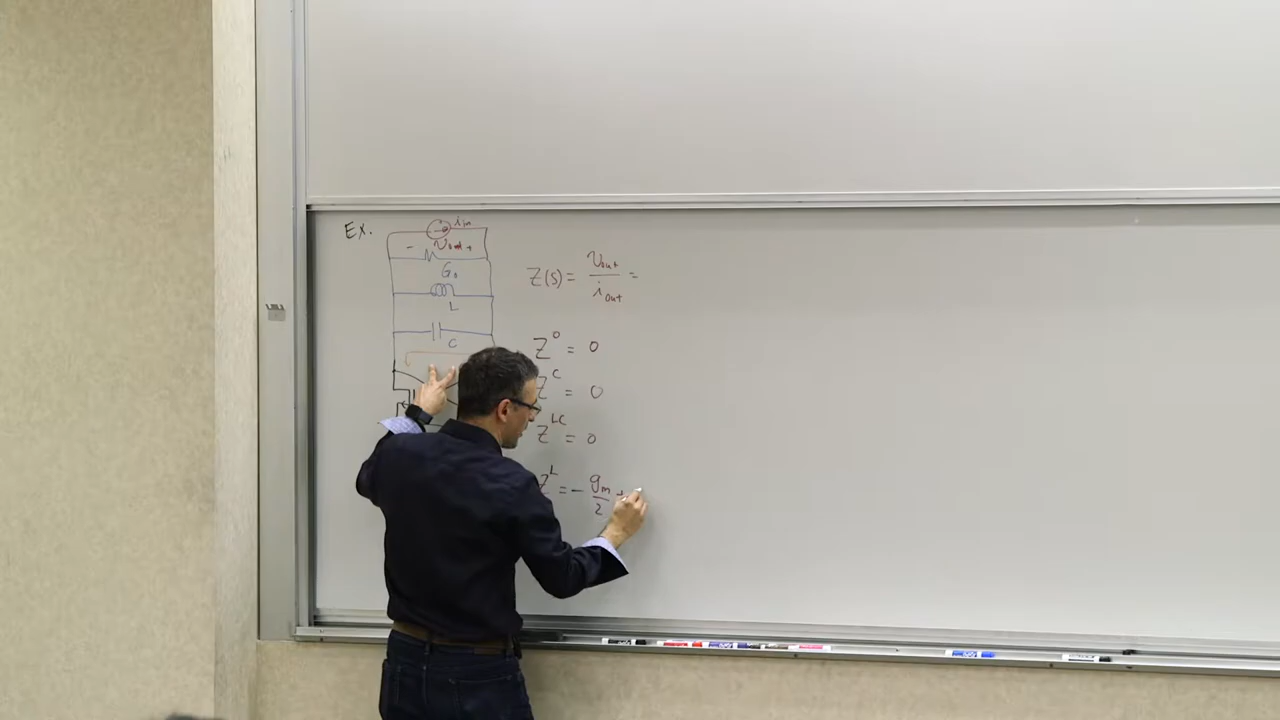 Ex.
i_in
- v_out +
G_0
L
C
Z(s) = v_out / i_out =
Z^0 = 0
Z^C = 0
Z^LC = 0
Z^L = - g_m / 2 +